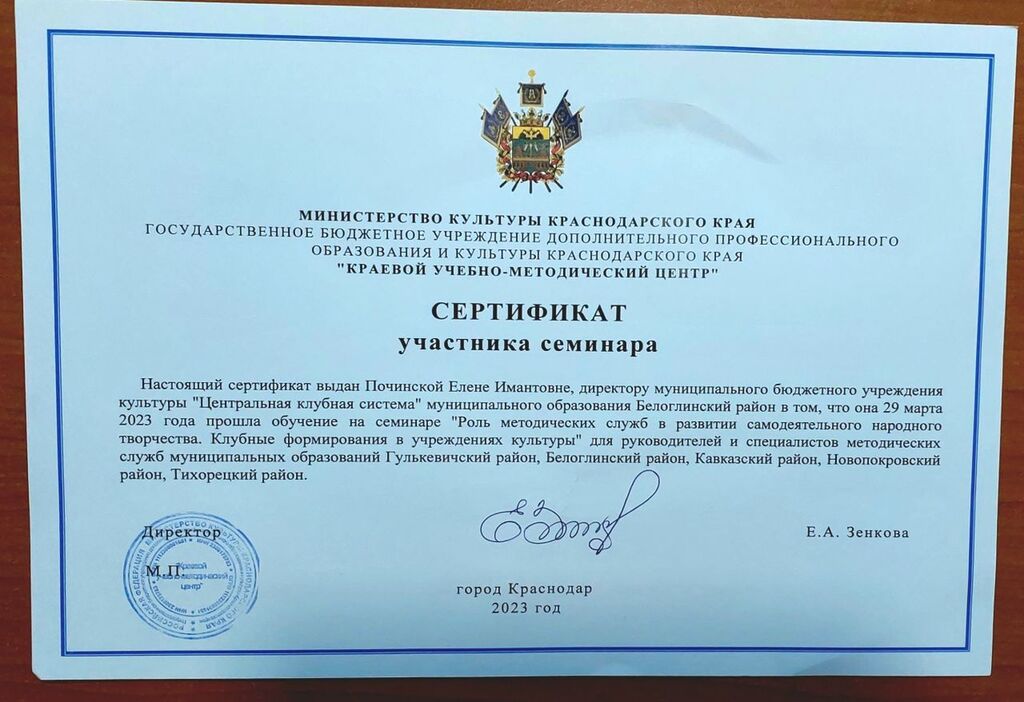 МИНИСТЕРСТВО КУЛЬТУРЫ КРАСНОДАРСКОГО КРАЯ
ГОСУДАРСТВЕННОЕ БЮДЖЕТНОЕ УЧРЕЖДЕНИЕ ДОПОЛНИТЕЛЬНОГО ПРОФЕССИОНАЛЬНОГО
ОБРАЗОВАНИЯ И КУЛЬТУРЫ КРАСНОДАРСКОГО КРАЯ
"КРАЕВОЙ УЧЕБНО-МЕТОДИЧЕСКИЙ ЦЕНТР"
СЕРТИФИКАТ
участника семинара
Настоящий сертификат выдан Починской Елене Имантовне, директору муниципального бюджетного учреждения
культуры "Центральная клубная система" муниципального образования Белоглинский район в том, что она 29 марта
2023 года прошла обучение на семинаре "Роль методических служб в развитии самодеятельного народного
творчества. Клубные формирования в учреждениях культуры" для руководителей и специалистов методических
служб муниципальных образований Гулькевичский район, Белоглинский район, Кавказский район, Новопокровский
район, Тихорецкий район.
Директор
Е.А. Зенкова
М.П.
"Краевой
учебно-методический
центр"
город Краснодар
2023 год